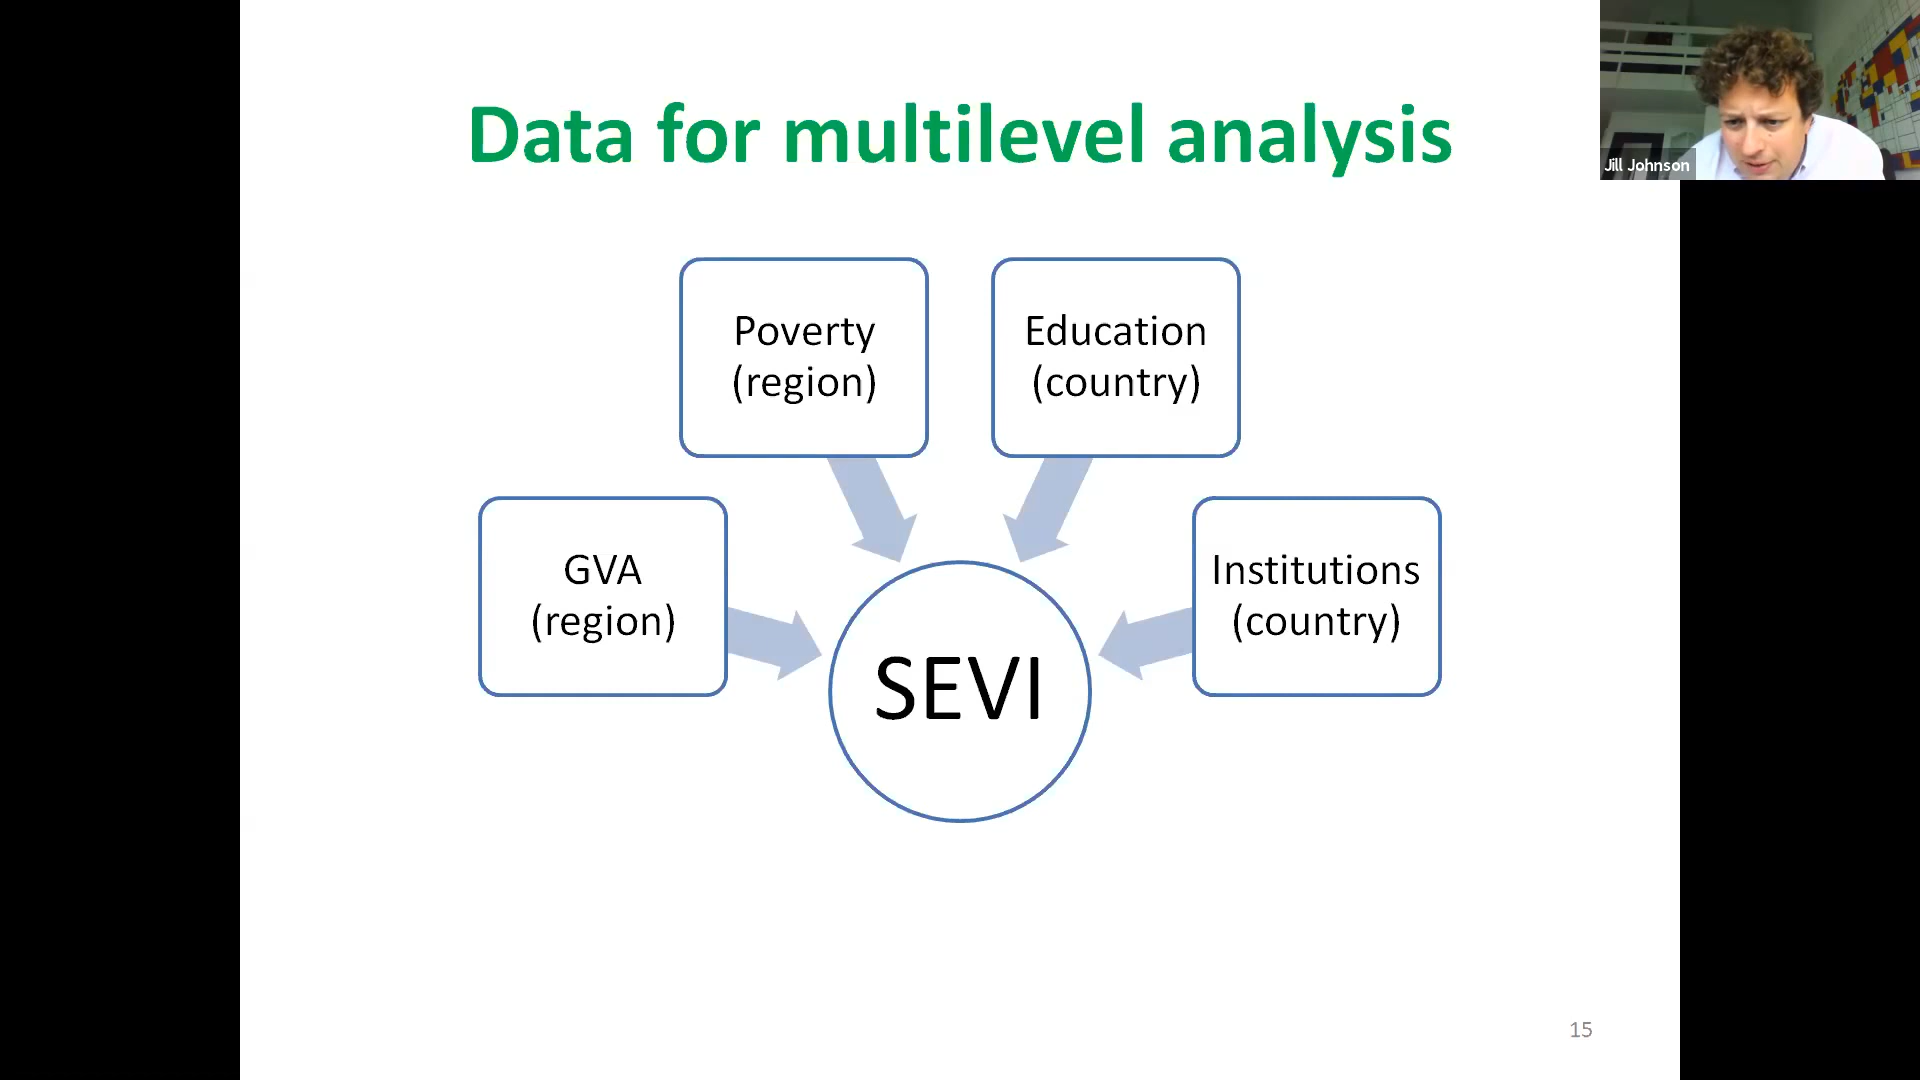 Data for multilevel analysis
Jill Johnson
Poverty
(region)
Education
(country)
GVA
(region)
Institutions
(country)
SEVI
15